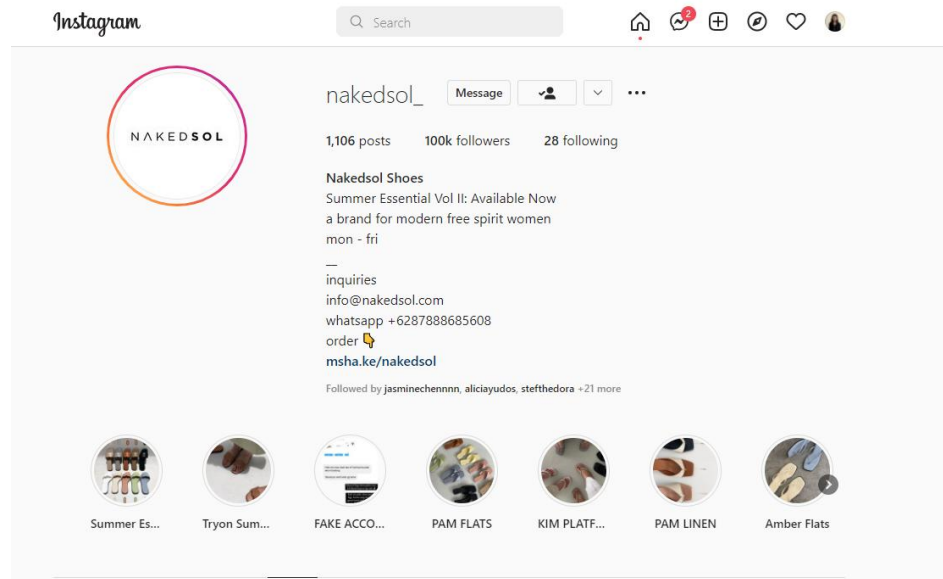 Instagram
Search
2
NAKEDSOL
nakedsol_ Message
1,106 posts 100k followers 28 following
Nakedsol Shoes
Summer Essential Vol II: Available Now
a brand for modern free spirit women
mon - fri
__
inquiries
info@nakedsol.com
whatsapp +6287888685608
order 👇
msha.ke/nakedsol
Followed by jasminechennnn, aliciayudos, stefthedora +21 more
Summer Es... Tryon Sum... FAKE ACCO... PAM FLATS KIM PLATF... PAM LINEN Amber Flats